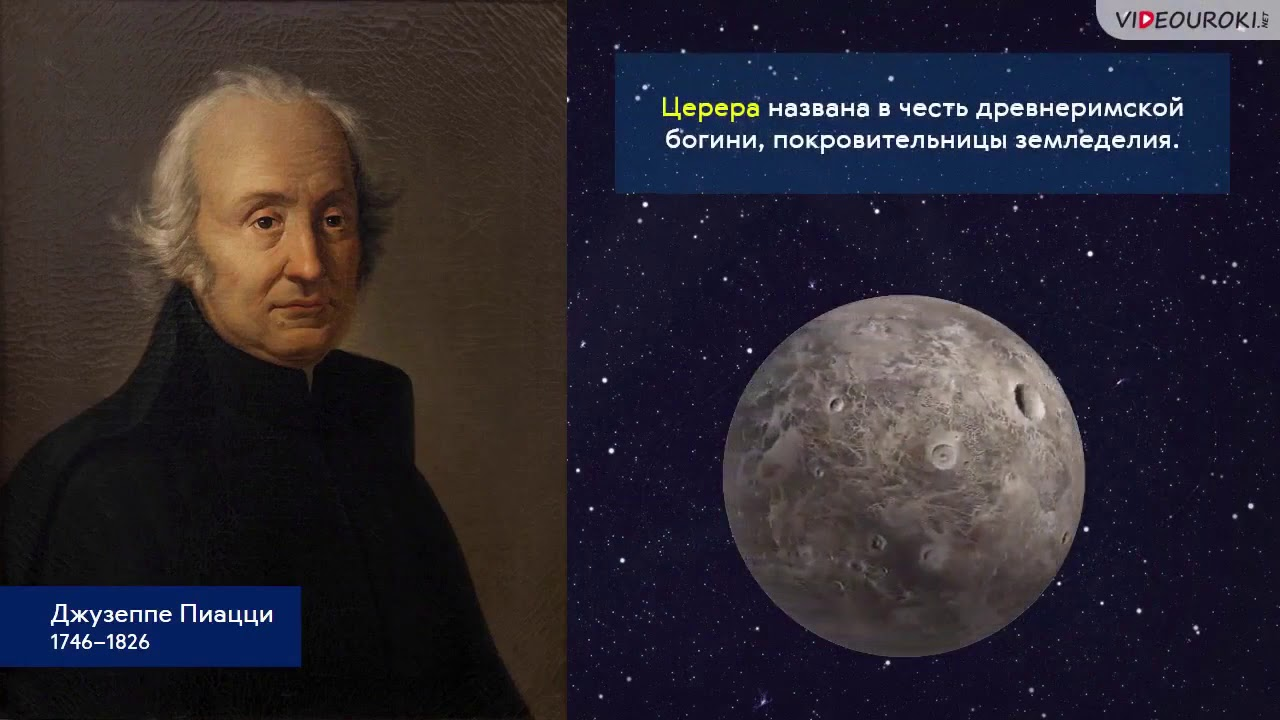 VIDEOUROKI.NET
Церера названа в честь древнеримской
богини, покровительницы земледелия.
Джузеппе Пиацци
1746–1826